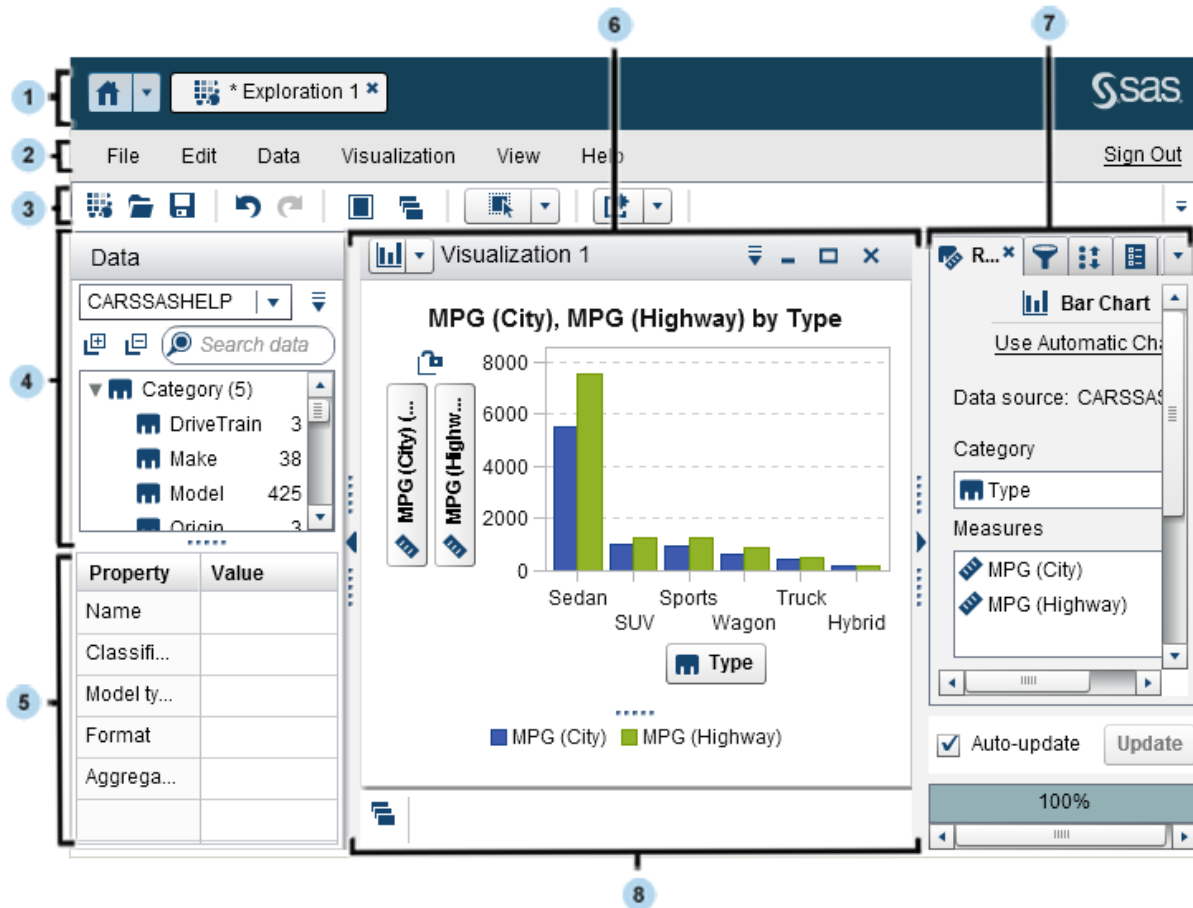 6
7
1
* Exploration 1
sas
2
File Edit Data Visualization View Help
Sign Out
3
4
Data
CARSSASHELP
Search data
Category (5)
DriveTrain 3
Make 38
Model 425
Origin 3
5
Property Value
Name
Classifi...
Model ty...
Format
Aggrega...
Visualization 1
MPG (City), MPG (Highway) by Type
MPG (City) (...
MPG (Highw...
8000
6000
4000
2000
0
Sedan
SUV
Sports
Wagon
Truck
Hybrid
Type
MPG (City) MPG (Highway)
R...
Bar Chart
Use Automatic Cha
Data source: CARSSAS
Category
Type
Measures
MPG (City)
MPG (Highway)
Auto-update Update
100%
8